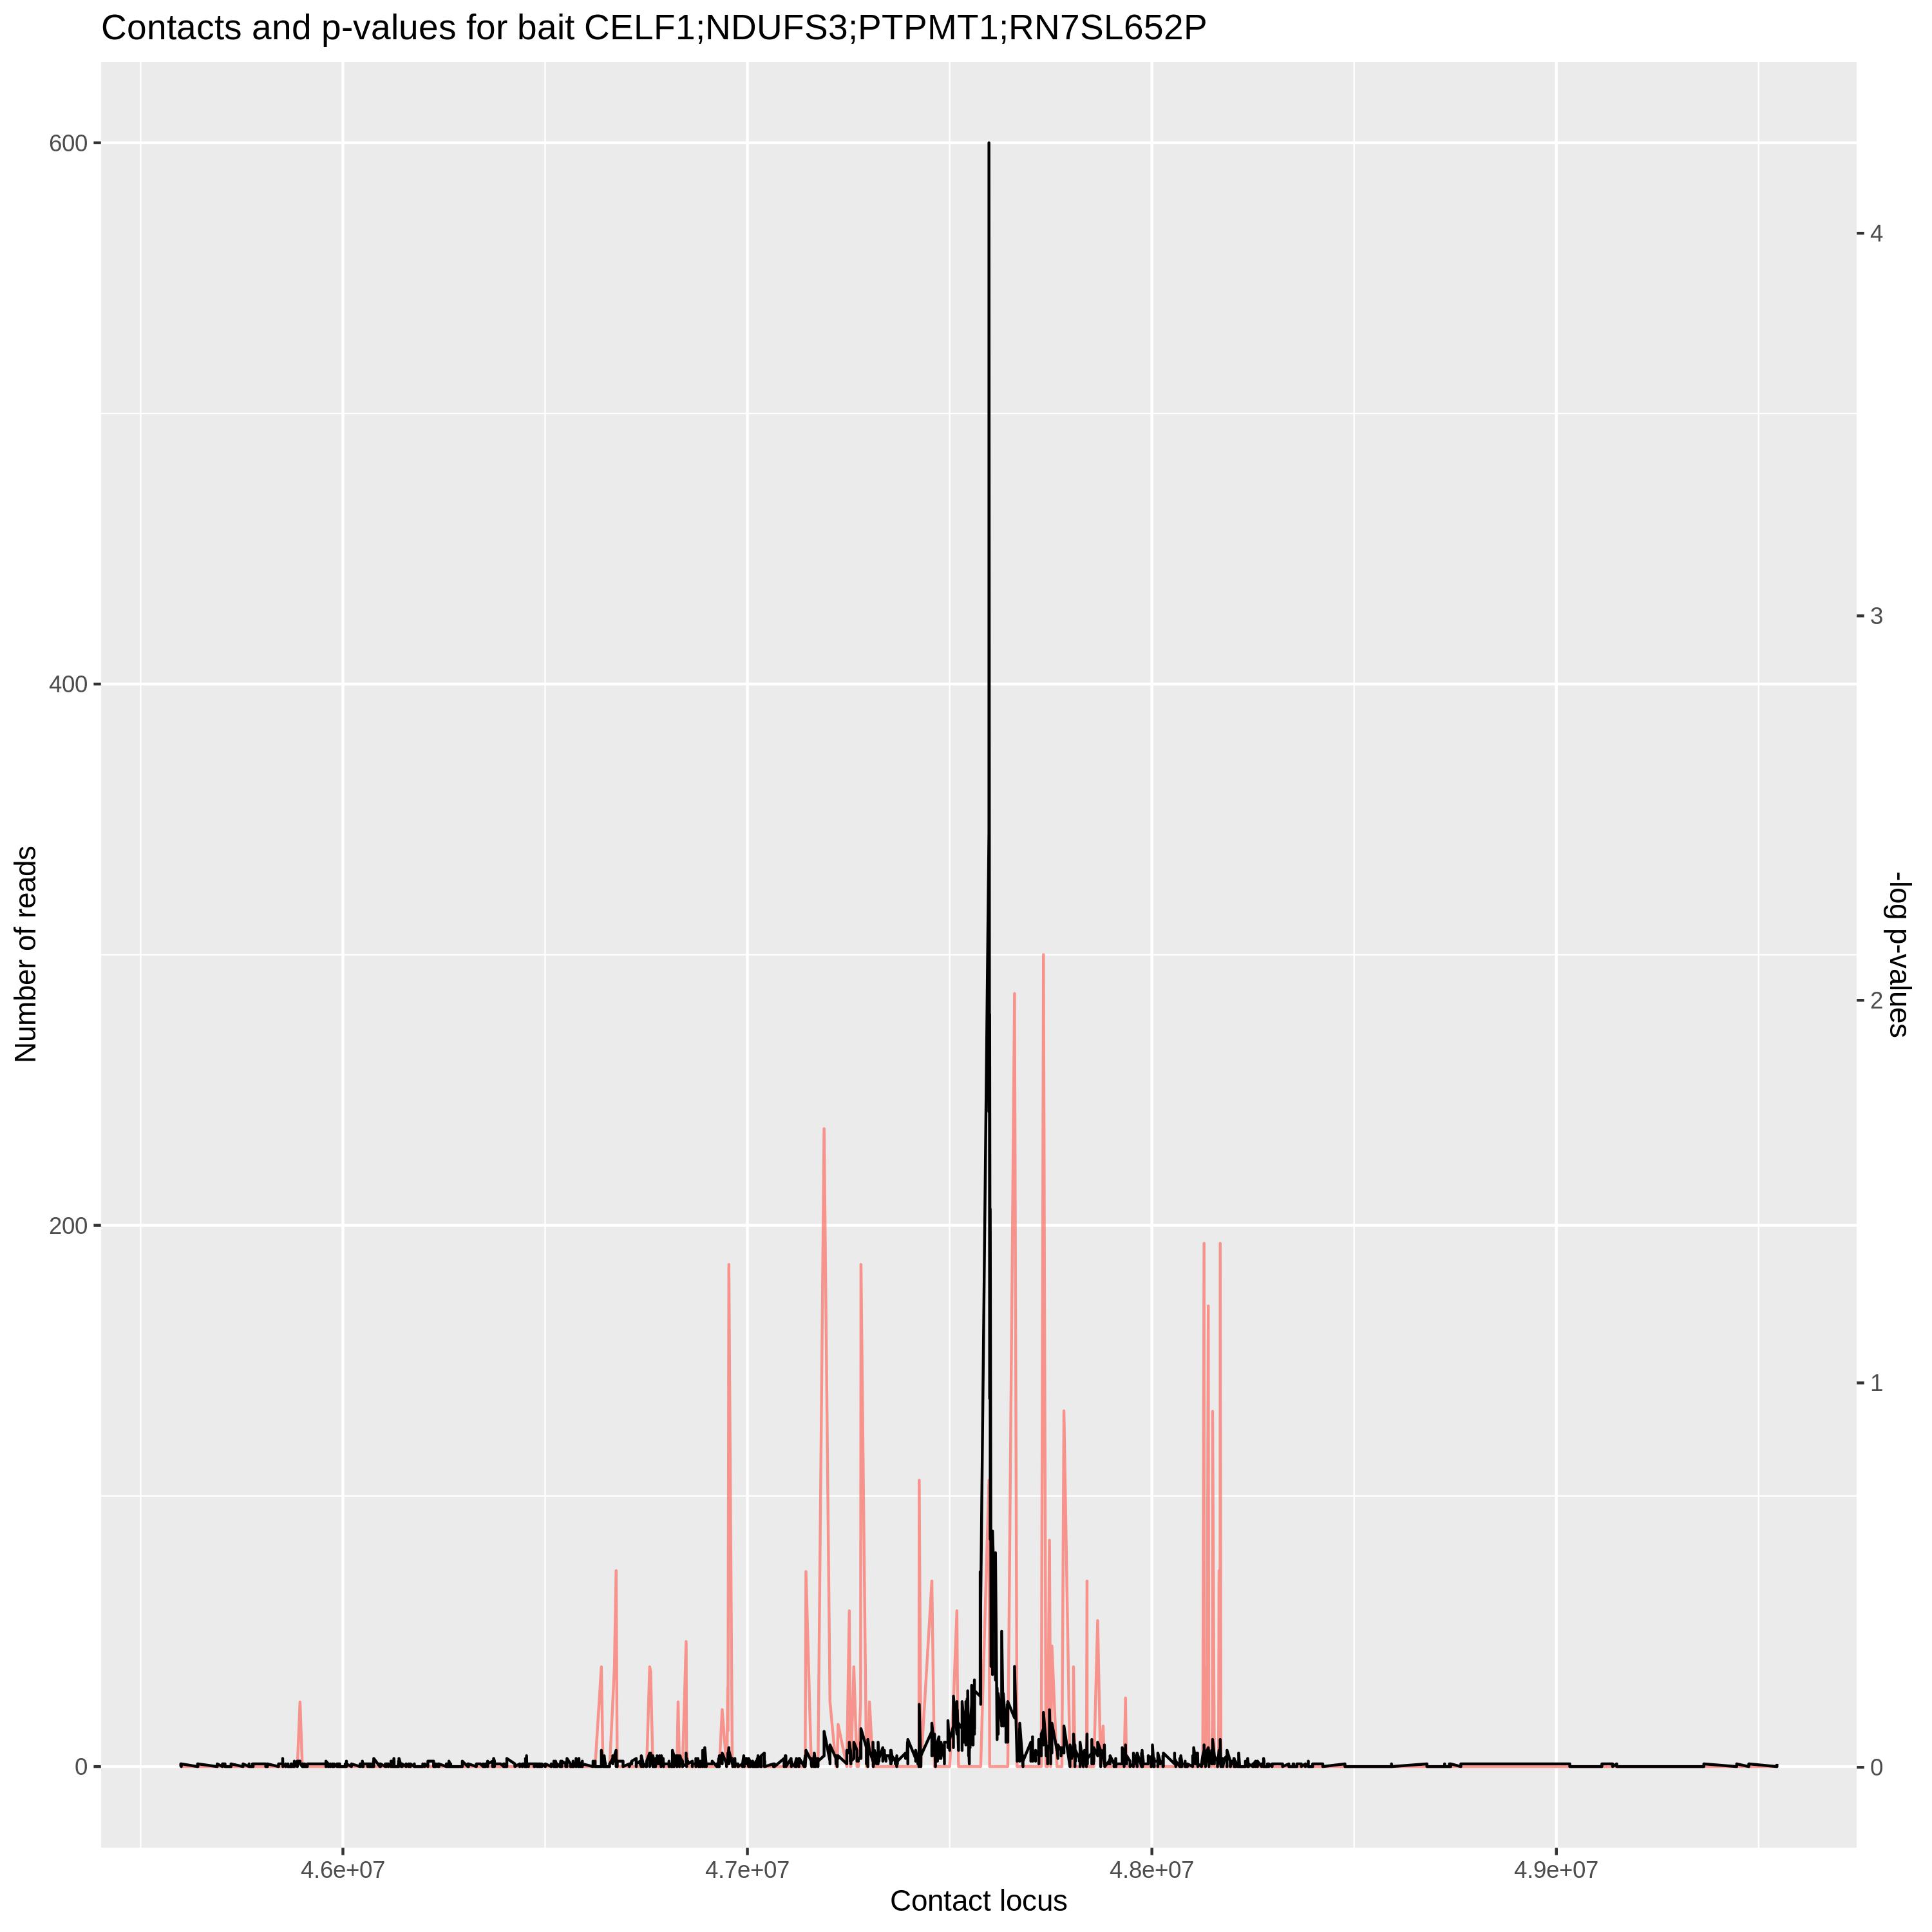 Contacts and p-values for bait CELF1;NDUFS3;PTPMT1;RN7SL652P
600
400
200
0
Number of reads
4
3
2
1
0
-log p-values
4.6e+07 4.7e+07 4.8e+07 4.9e+07
Contact locus